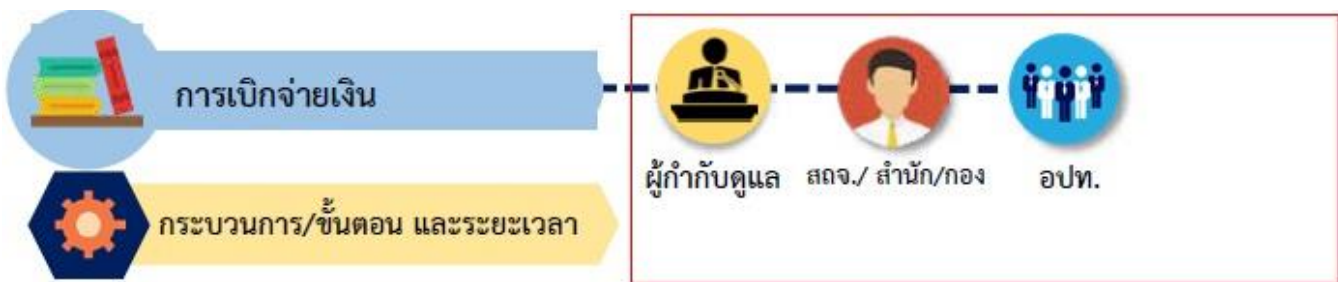 การเบิกจ่ายเงิน
ผู้กำกับดูแล สถจ./ สำนัก/กอง อปท.
กระบวนการ/ขั้นตอน และระยะเวลา